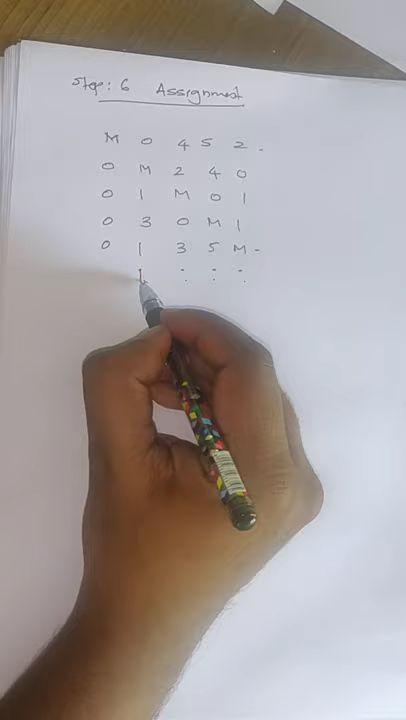 Step: 6 Assignment
M 0 4 5 2 .
0 M 2 4 0
0 1 M 0 1
0 3 0 M 1
0 1 3 5 M -